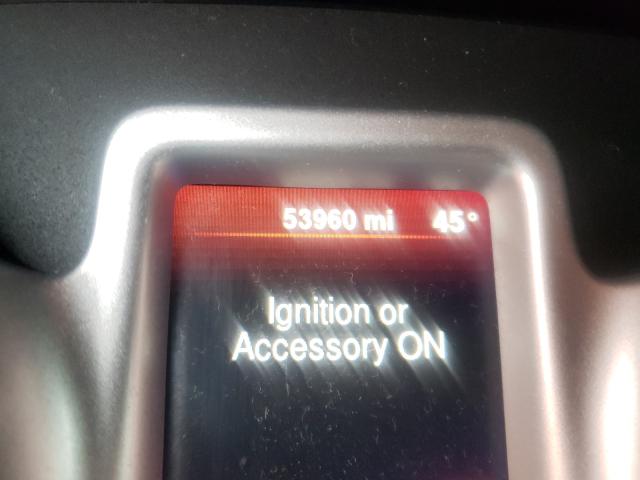 53960 mi 45°
Ignition or
Accessory ON